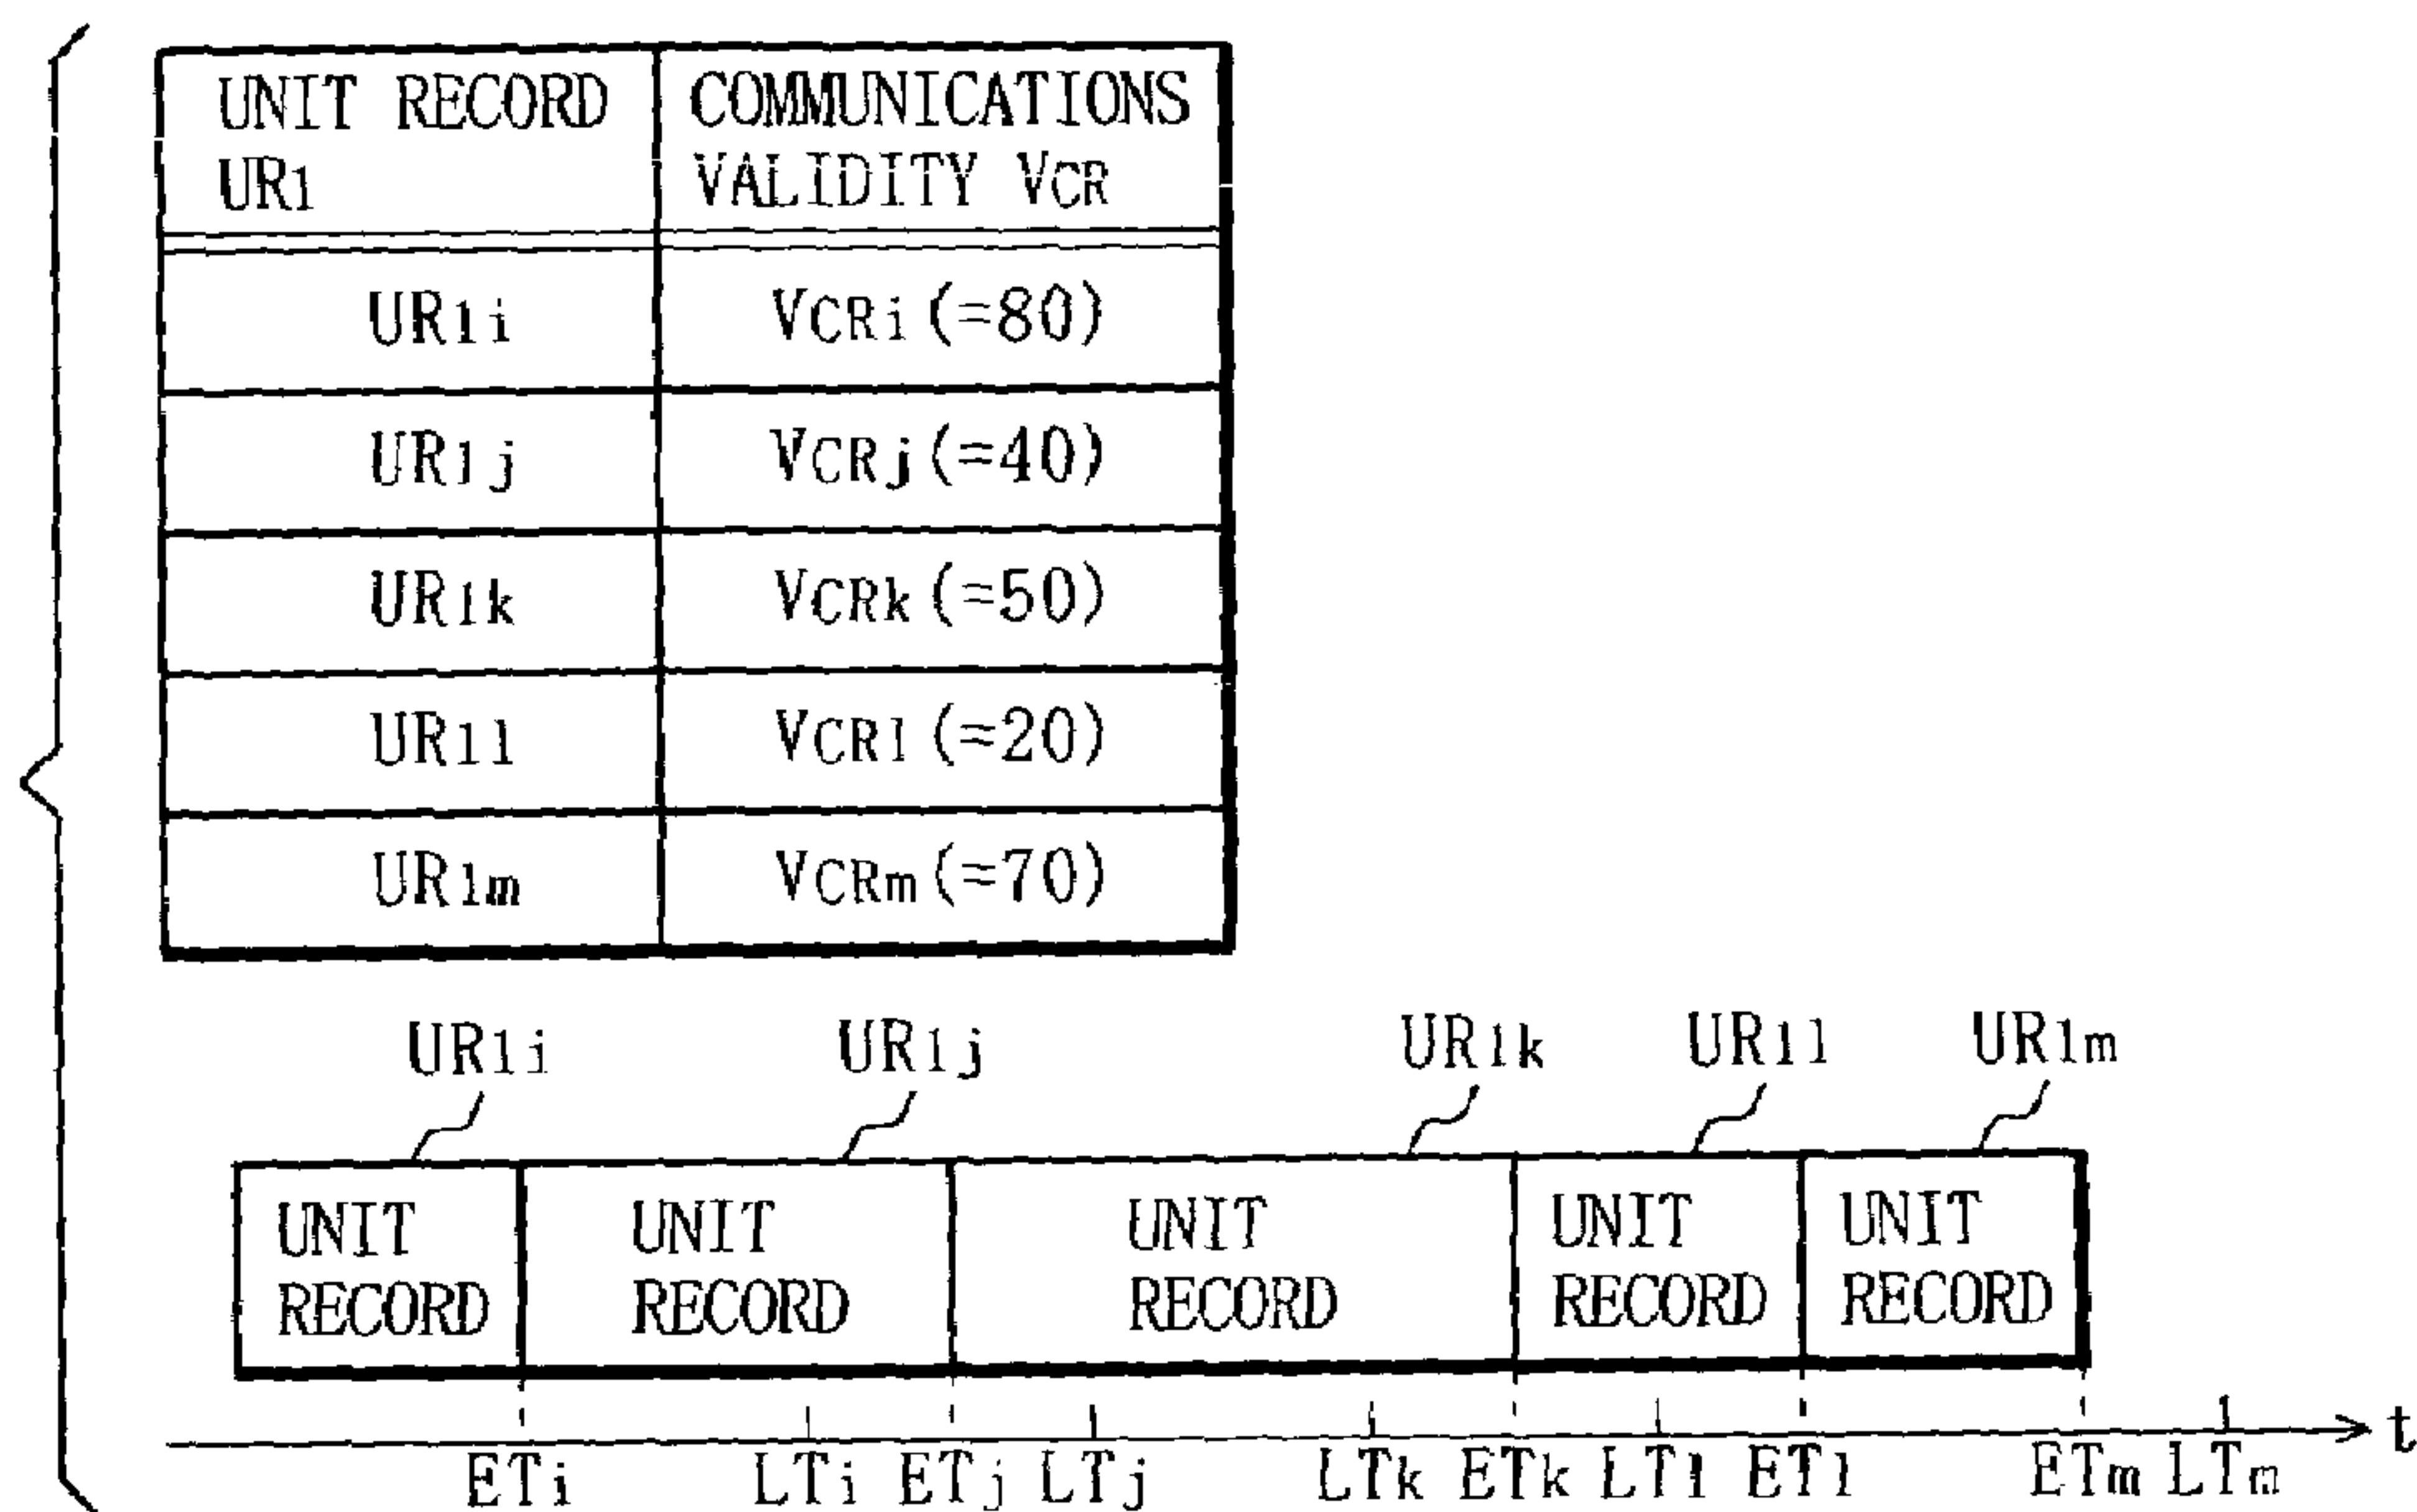 UNIT RECORD
UR1
COMMUNICATIONS
VALIDITY VCR
UR1i VCRi (=80)
UR1j VCRj (=40)
UR1k VCRk (=50)
UR1l VCRl (=20)
UR1m VCRm (=70)
UR1i UR1j UR1k UR1l UR1m
UNIT
RECORD
UNIT
RECORD
UNIT
RECORD
UNIT
RECORD
UNIT
RECORD
t
ETi LTi ETj LTj LTk ETk LTl ETl ETm LTm